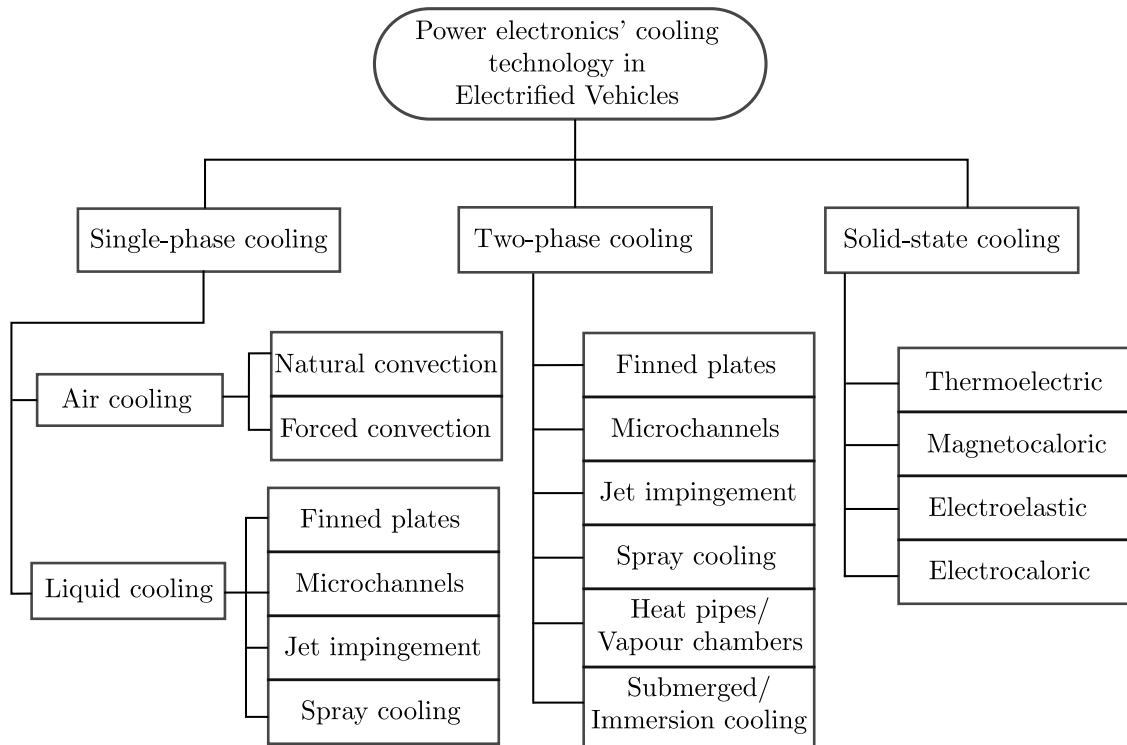 Power electronics’ cooling
technology in
Electrified Vehicles
Single-phase cooling
Two-phase cooling
Solid-state cooling
Air cooling
Natural convection
Forced convection
Liquid cooling
Finned plates
Microchannels
Jet impingement
Spray cooling
Finned plates
Microchannels
Jet impingement
Spray cooling
Heat pipes/
Vapour chambers
Submerged/
Immersion cooling
Thermoelectric
Magnetocaloric
Electroelastic
Electrocaloric